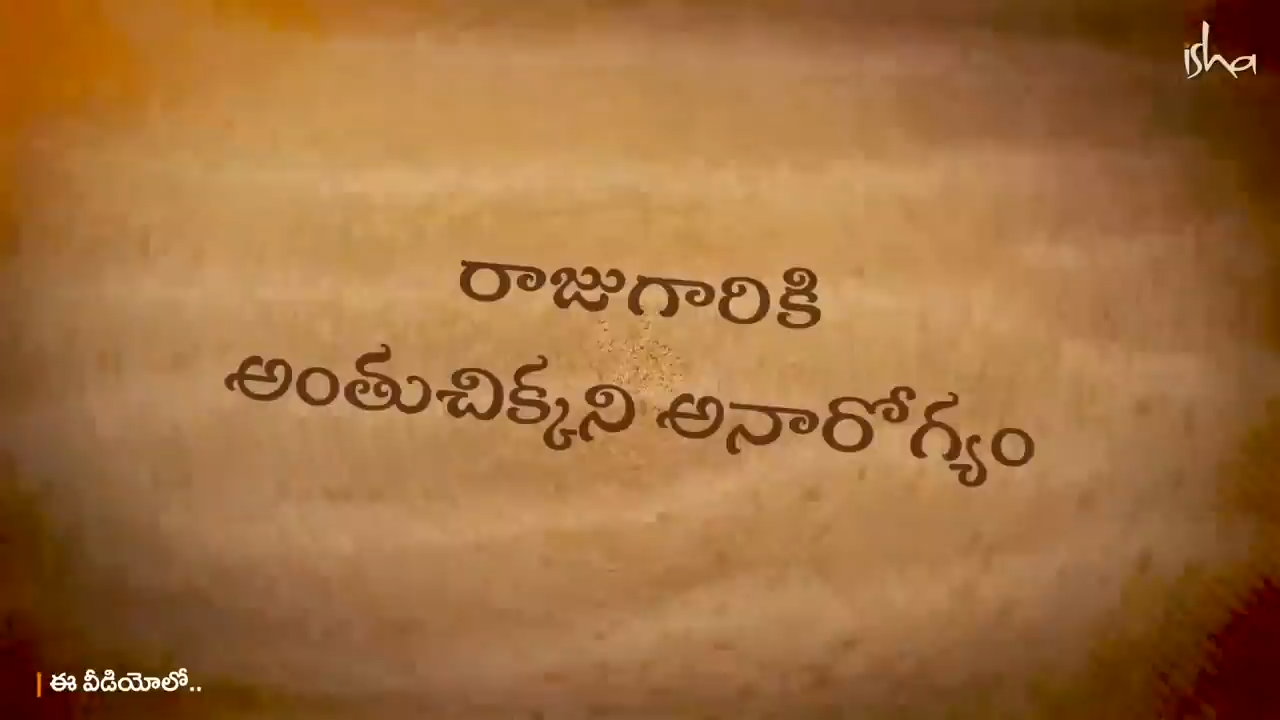 isha
రాజుగారికి
అంతుచిక్కని అనారోగ్యం
ఈ వీడియోలో..